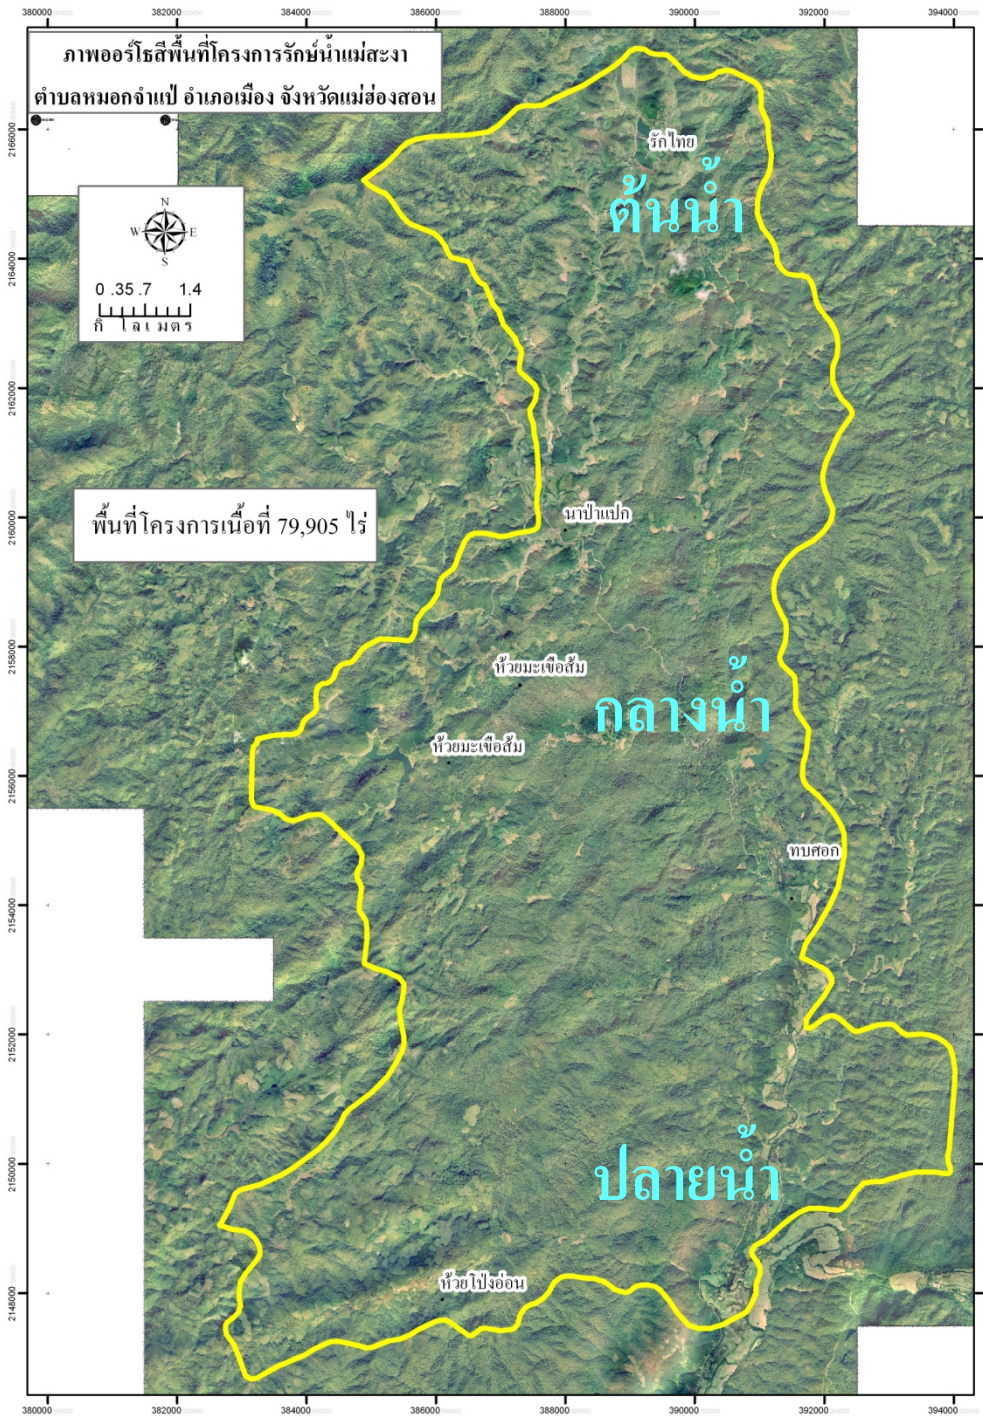 380000 382000 384000 386000 388000 390000 392000 394000
ภาพออร์โธสีพื้นที่โครงการรักษ์น้ำแม่สะงา
ตำบลหมอกจำแป่ อำเภอเมือง จังหวัดแม่ฮ่องสอน
2166000
รักไทย
ต้นน้ำ
N
W E
S
2164000
0 .35 .7 1.4
กิโลเมตร
2162000
พื้นที่โครงการเนื้อที่ 79,905 ไร่
นาป่าแปก
2160000
2158000
ห้วยมะเขือส้ม
กลางน้ำ
ห้วยมะเขือส้ม
2156000
ทบศอก
2154000
2152000
2150000
ปลายน้ำ
ห้วยโป่งอ่อน
2148000
380000 382000 384000 386000 388000 390000 392000 394000